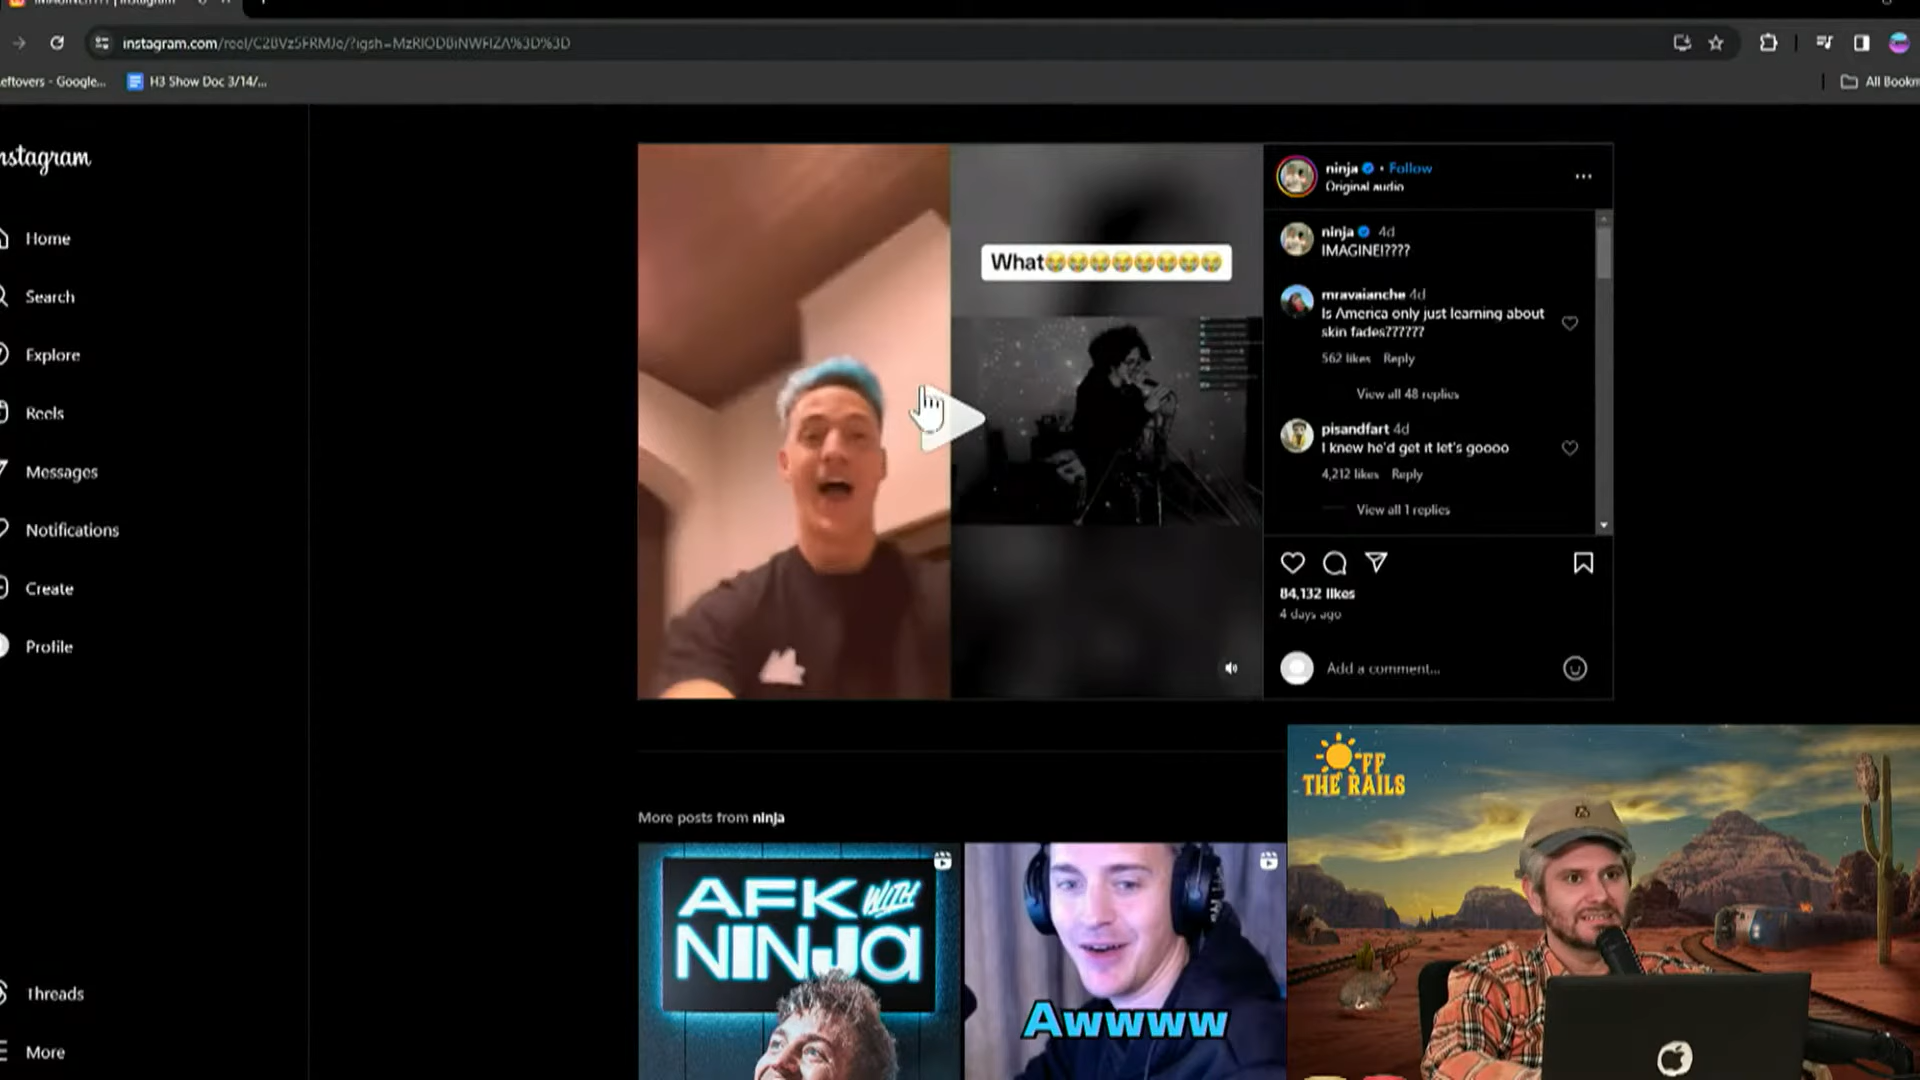 instagram.com/reel/C2BVz5FRMJe/?igsh=MzRlODBiNWFlZA%3D%3D
eftovers - Google...
H3 Show Doc 3/14/...
All Bookm
nstagram
Home
Search
Explore
Reels
Messages
Notifications
Create
Profile
Threads
More
What😭😭😭😭😭😭😭😭
ninja • Follow
Original audio
ninja 4d
IMAGINE!????
mravalanche 4d
Is America only just learning about
skin fades??????
562 likes Reply
View all 48 replies
pisandfart 4d
I knew he'd get it let's goooo
4,212 likes Reply
View all 1 replies
84,132 likes
4 days ago
Add a comment...
More posts from ninja
AFK WITH
NINJA
Awwww
OFF
THE RAILS